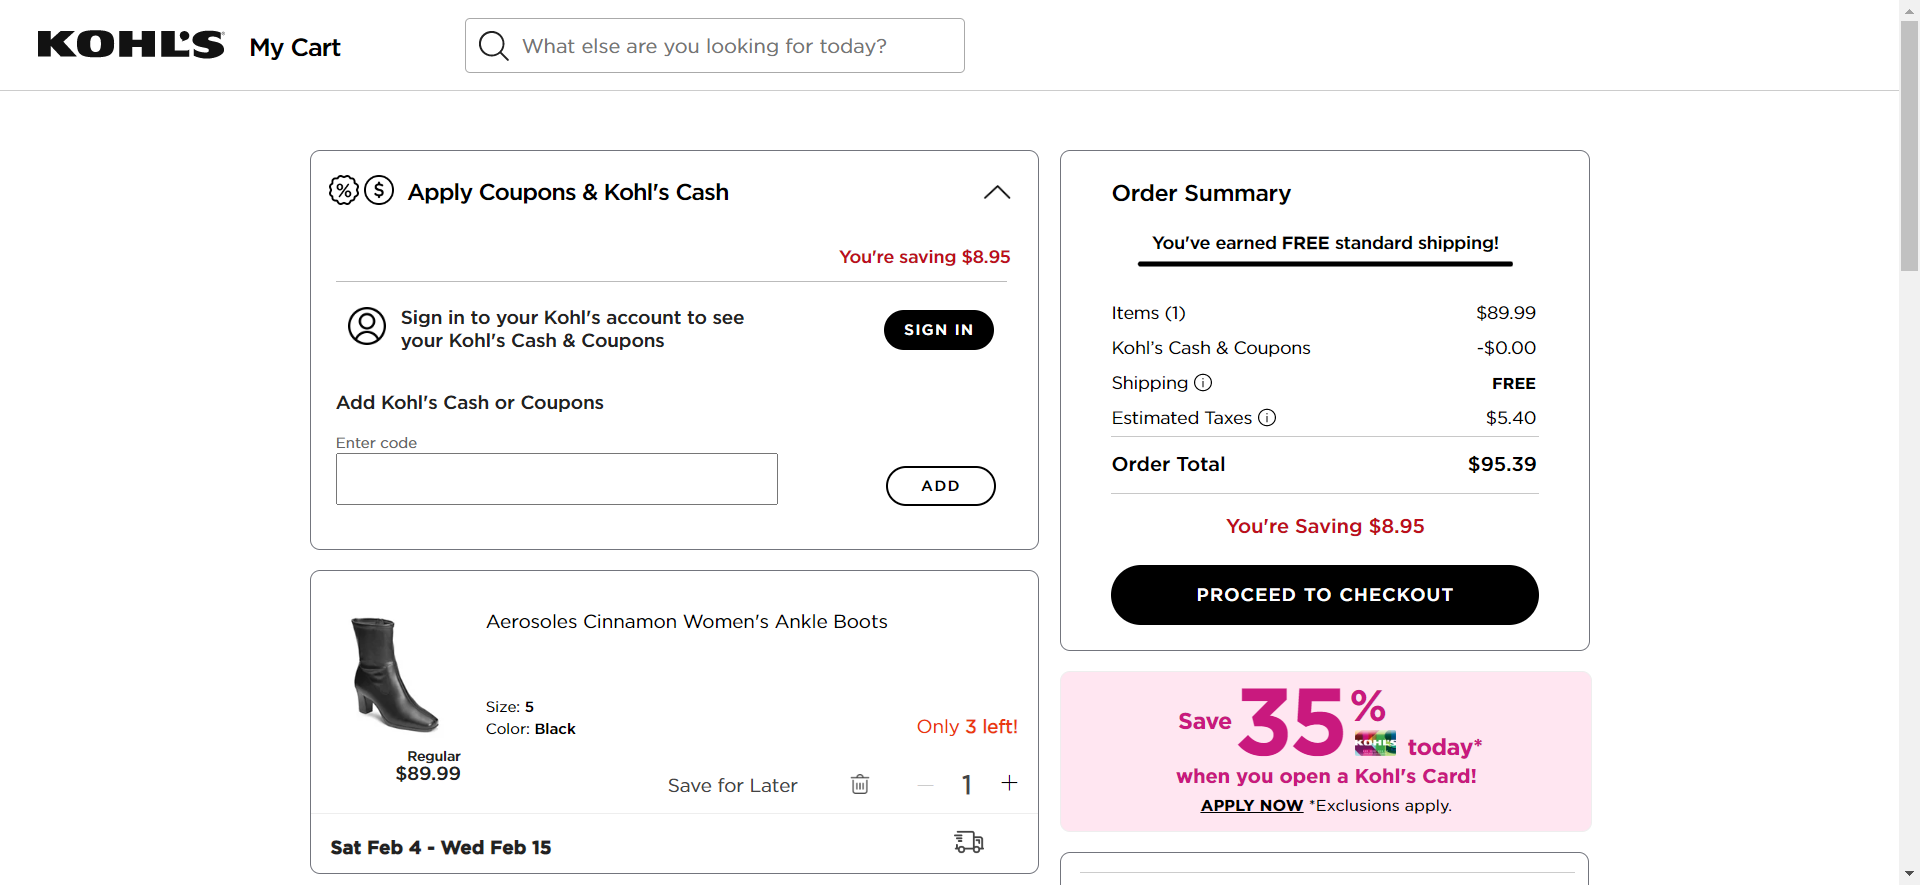 KOHL'S
My Cart
What else are you looking for today?
Apply Coupons & Kohl's Cash
You're saving $8.95
Sign in to your Kohl's account to see
your Kohl's Cash & Coupons
SIGN IN
Add Kohl's Cash or Coupons
Enter code
ADD
Aerosoles Cinnamon Women's Ankle Boots
Size: 5
Color: Black
Only 3 left!
Regular
$89.99
Save for Later
1
Sat Feb 4 - Wed Feb 15
Order Summary
You've earned FREE standard shipping!
Items (1) $89.99
Kohl’s Cash & Coupons -$0.00
Shipping FREE
Estimated Taxes $5.40
Order Total $95.39
You're Saving $8.95
PROCEED TO CHECKOUT
Save 35% KOHL'S today*
when you open a Kohl's Card!
APPLY NOW *Exclusions apply.